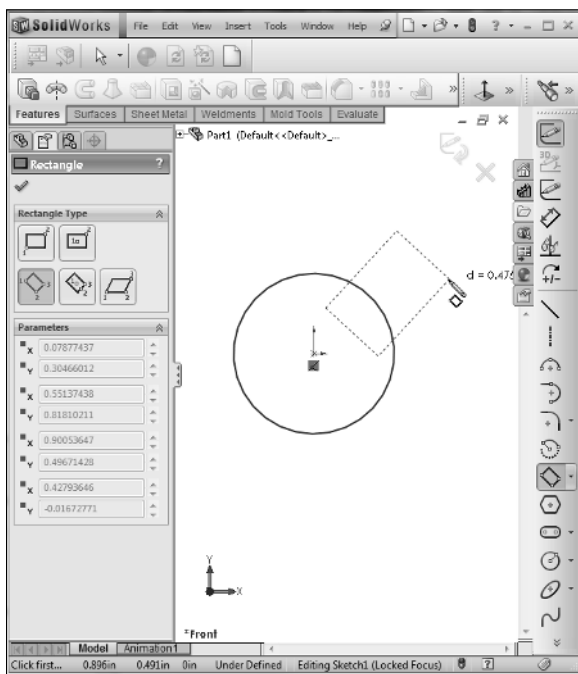 SolidWorks File Edit View Insert Tools Window Help ?
Features Surfaces Sheet Metal Weldments Mold Tools Evaluate
Part1 (Default<<Default>_...
Rectangle ?
Rectangle Type
Parameters
X 0.07877437
Y 0.30466012
X 0.55137438
Y 0.81810211
X 0.90053647
Y 0.49671428
X 0.42793646
Y -0.01672771
3D
+/-
Y
X
*Front
Model Animation1
Click first... 0.896in 0.491in 0in Under Defined Editing Sketch1 (Locked Focus) ?